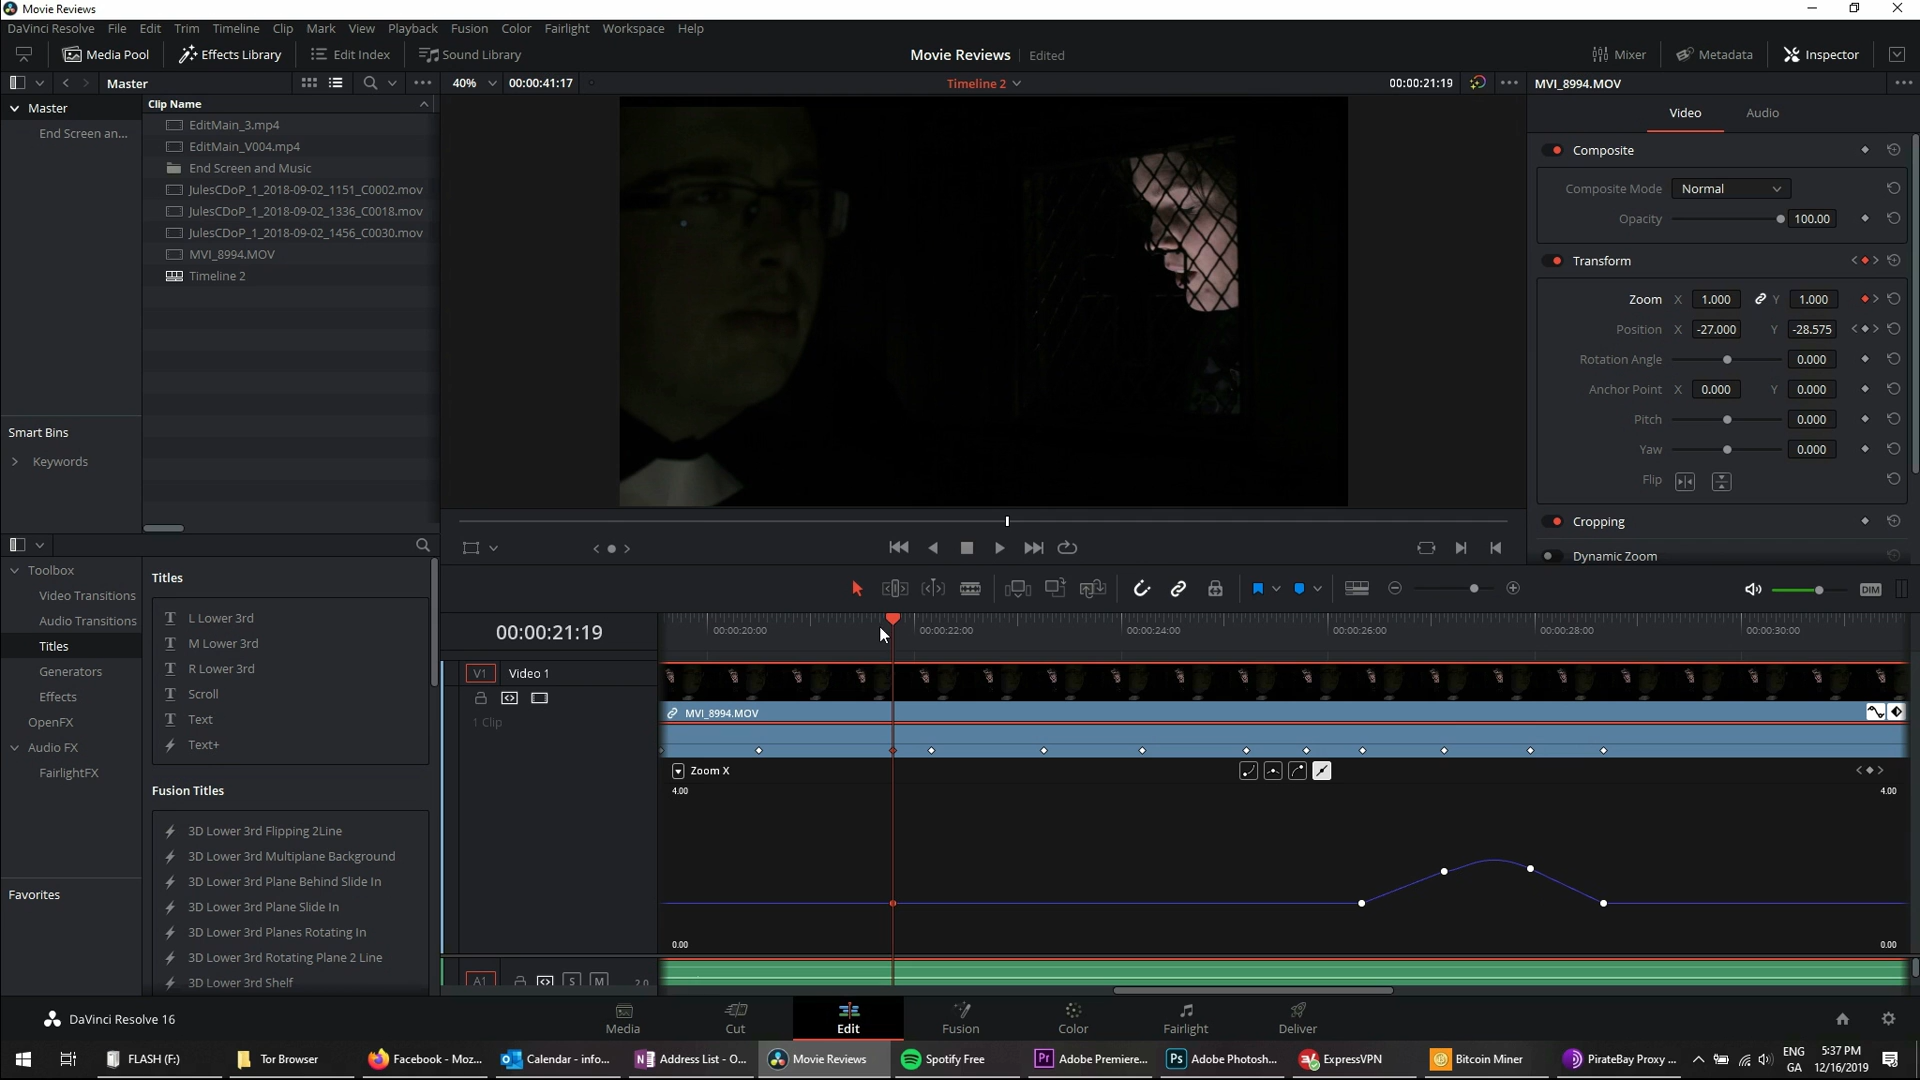 Movie Reviews
DaVinci Resolve File Edit Trim Timeline Clip Mark View Playback Fusion Color Fairlight Workspace Help
Media Pool Effects Library Edit Index Sound Library Movie Reviews Edited Mixer Metadata Inspector
Master 40% 00:00:41:17 Timeline 2 00:00:21:19 MVI_8994.MOV
Master Clip Name Video Audio
End Screen an...
EditMain_3.mp4
EditMain_V004.mp4
End Screen and Music
JulesCDoP_1_2018-09-02_1151_C0002.mov
JulesCDoP_1_2018-09-02_1336_C0018.mov
JulesCDoP_1_2018-09-02_1456_C0030.mov
MVI_8994.MOV
Timeline 2
Composite
Composite Mode Normal
Opacity 100.00
Transform
Zoom X 1.000 Y 1.000
Position X -27.000 Y -28.575
Rotation Angle 0.000
Anchor Point X 0.000 Y 0.000
Pitch 0.000
Yaw 0.000
Flip
Cropping
Dynamic Zoom
Smart Bins
Keywords
Toolbox
Video Transitions
Audio Transitions
Titles
Generators
Effects
OpenFX
Audio FX
FairlightFX
Favorites
Titles
L Lower 3rd
M Lower 3rd
R Lower 3rd
Scroll
Text
Text+
Fusion Titles
3D Lower 3rd Flipping 2Line
3D Lower 3rd Multiplane Background
3D Lower 3rd Plane Behind Slide In
3D Lower 3rd Plane Slide In
3D Lower 3rd Planes Rotating In
3D Lower 3rd Rotating Plane 2 Line
3D Lower 3rd Shelf
DIM
00:00:21:19 00:00:20:00 00:00:22:00 00:00:24:00 00:00:26:00 00:00:28:00 00:00:30:00
V1 Video 1
1 Clip
MVI_8994.MOV
Zoom X
4.00 4.00
0.00 0.00
A1 S M 2.0
DaVinci Resolve 16 Media Cut Edit Fusion Color Fairlight Deliver
FLASH (F:) Tor Browser Facebook - Moz... Calendar - info... Address List - O... Movie Reviews Spotify Free Adobe Premiere... Adobe Photosh... ExpressVPN Bitcoin Miner PirateBay Proxy ... ENG 5:37 PM
GA 12/16/2019